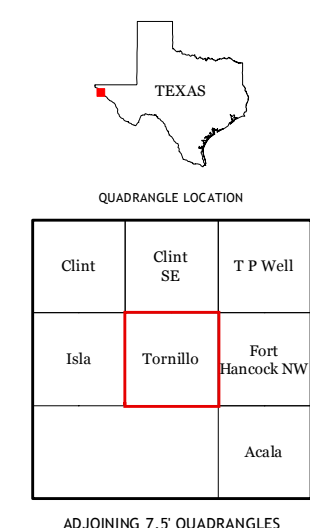 TEXAS
QUADRANGLE LOCATION
Clint
Clint
SE
T P Well
Isla
Tornillo
Fort
Hancock NW
Acala
ADJOINING 7.5' QUADRANGLES